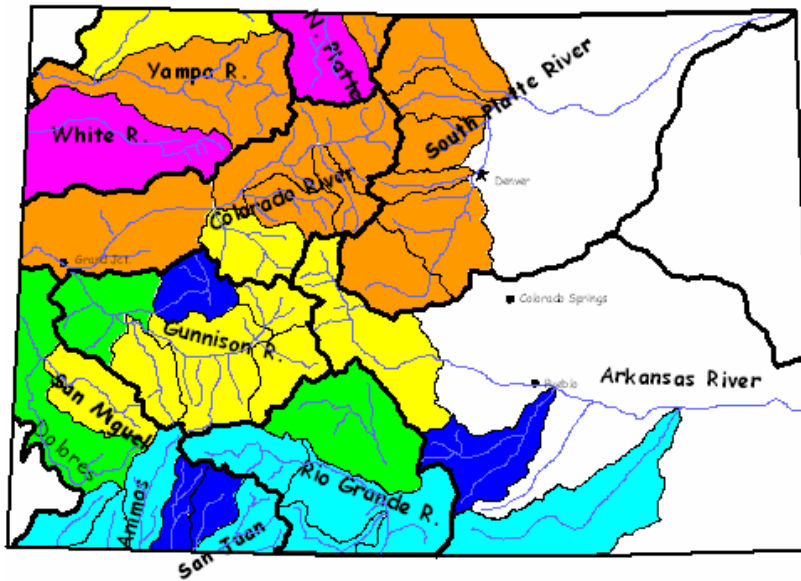 N. Platte
Yampa R.
South Platte River
White R.
Denver
Colorado River
Grand Jct.
Colorado Springs
Gunnison R.
Pueblo
Arkansas River
San Miguel
Dolores
Rio Grande R.
Animas
San Juan